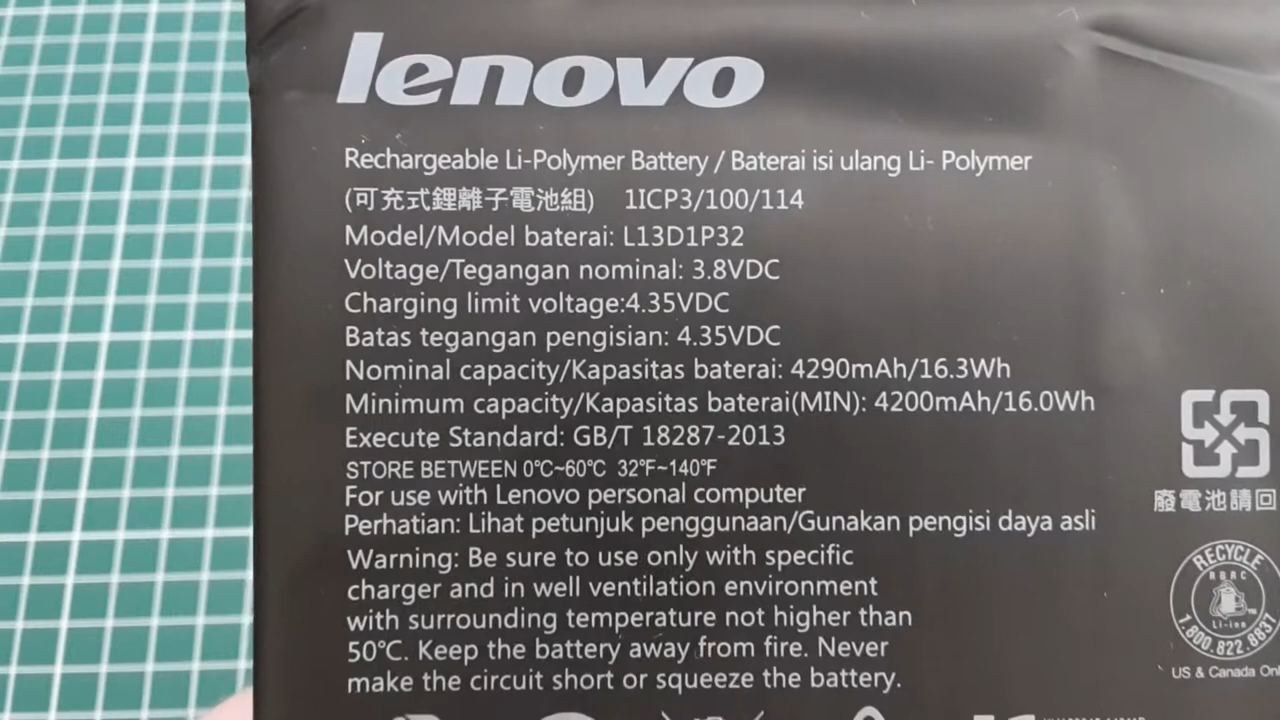 lenovo
Rechargeable Li-Polymer Battery / Baterai isi ulang Li- Polymer
(可充式鋰離子電池組) 1ICP3/100/114
Model/Model baterai: L13D1P32
Voltage/Tegangan nominal: 3.8VDC
Charging limit voltage:4.35VDC
Batas tegangan pengisian: 4.35VDC
Nominal capacity/Kapasitas baterai: 4290mAh/16.3Wh
Minimum capacity/Kapasitas baterai(MIN): 4200mAh/16.0Wh
Execute Standard: GB/T 18287-2013
STORE BETWEEN 0℃~60℃ 32℉~140℉
For use with Lenovo personal computer
Perhatian: Lihat petunjuk penggunaan/Gunakan pengisi daya asli
Warning: Be sure to use only with specific
charger and in well ventilation environment
with surrounding temperature not higher than
50℃. Keep the battery away from fire. Never
make the circuit short or squeeze the battery.
廢電池請回
RECYCLE
RBRC
Li-ion
1.800.822.8837
US & Canada